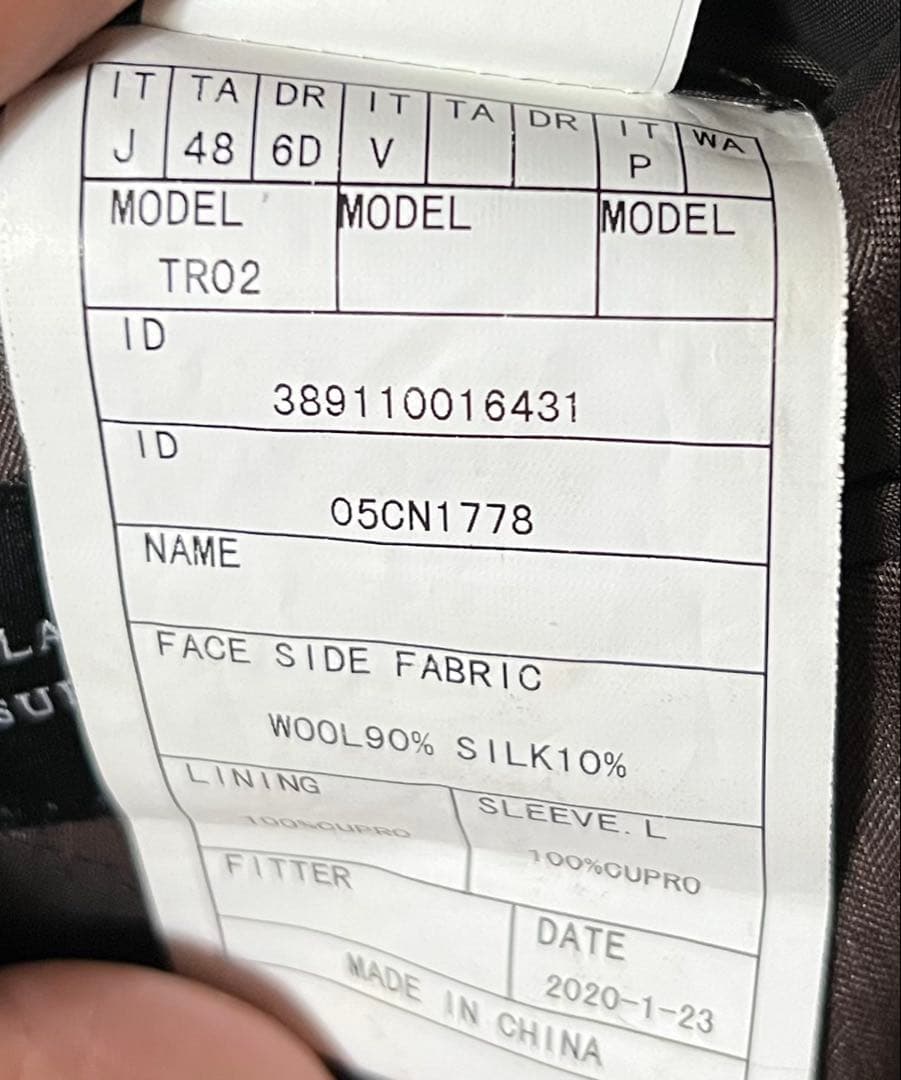 IT TA DR IT TA DR IT WA
J 48 6D V P
MODEL MODEL MODEL
TR02
ID
389110016431
ID
05CN1778
NAME
FACE SIDE FABRIC
WOOL90% SILK10%
LINING SLEEVE.L
100%CUPRO 100%CUPRO
FITTER DATE
2020-1-23
MADE IN CHINA